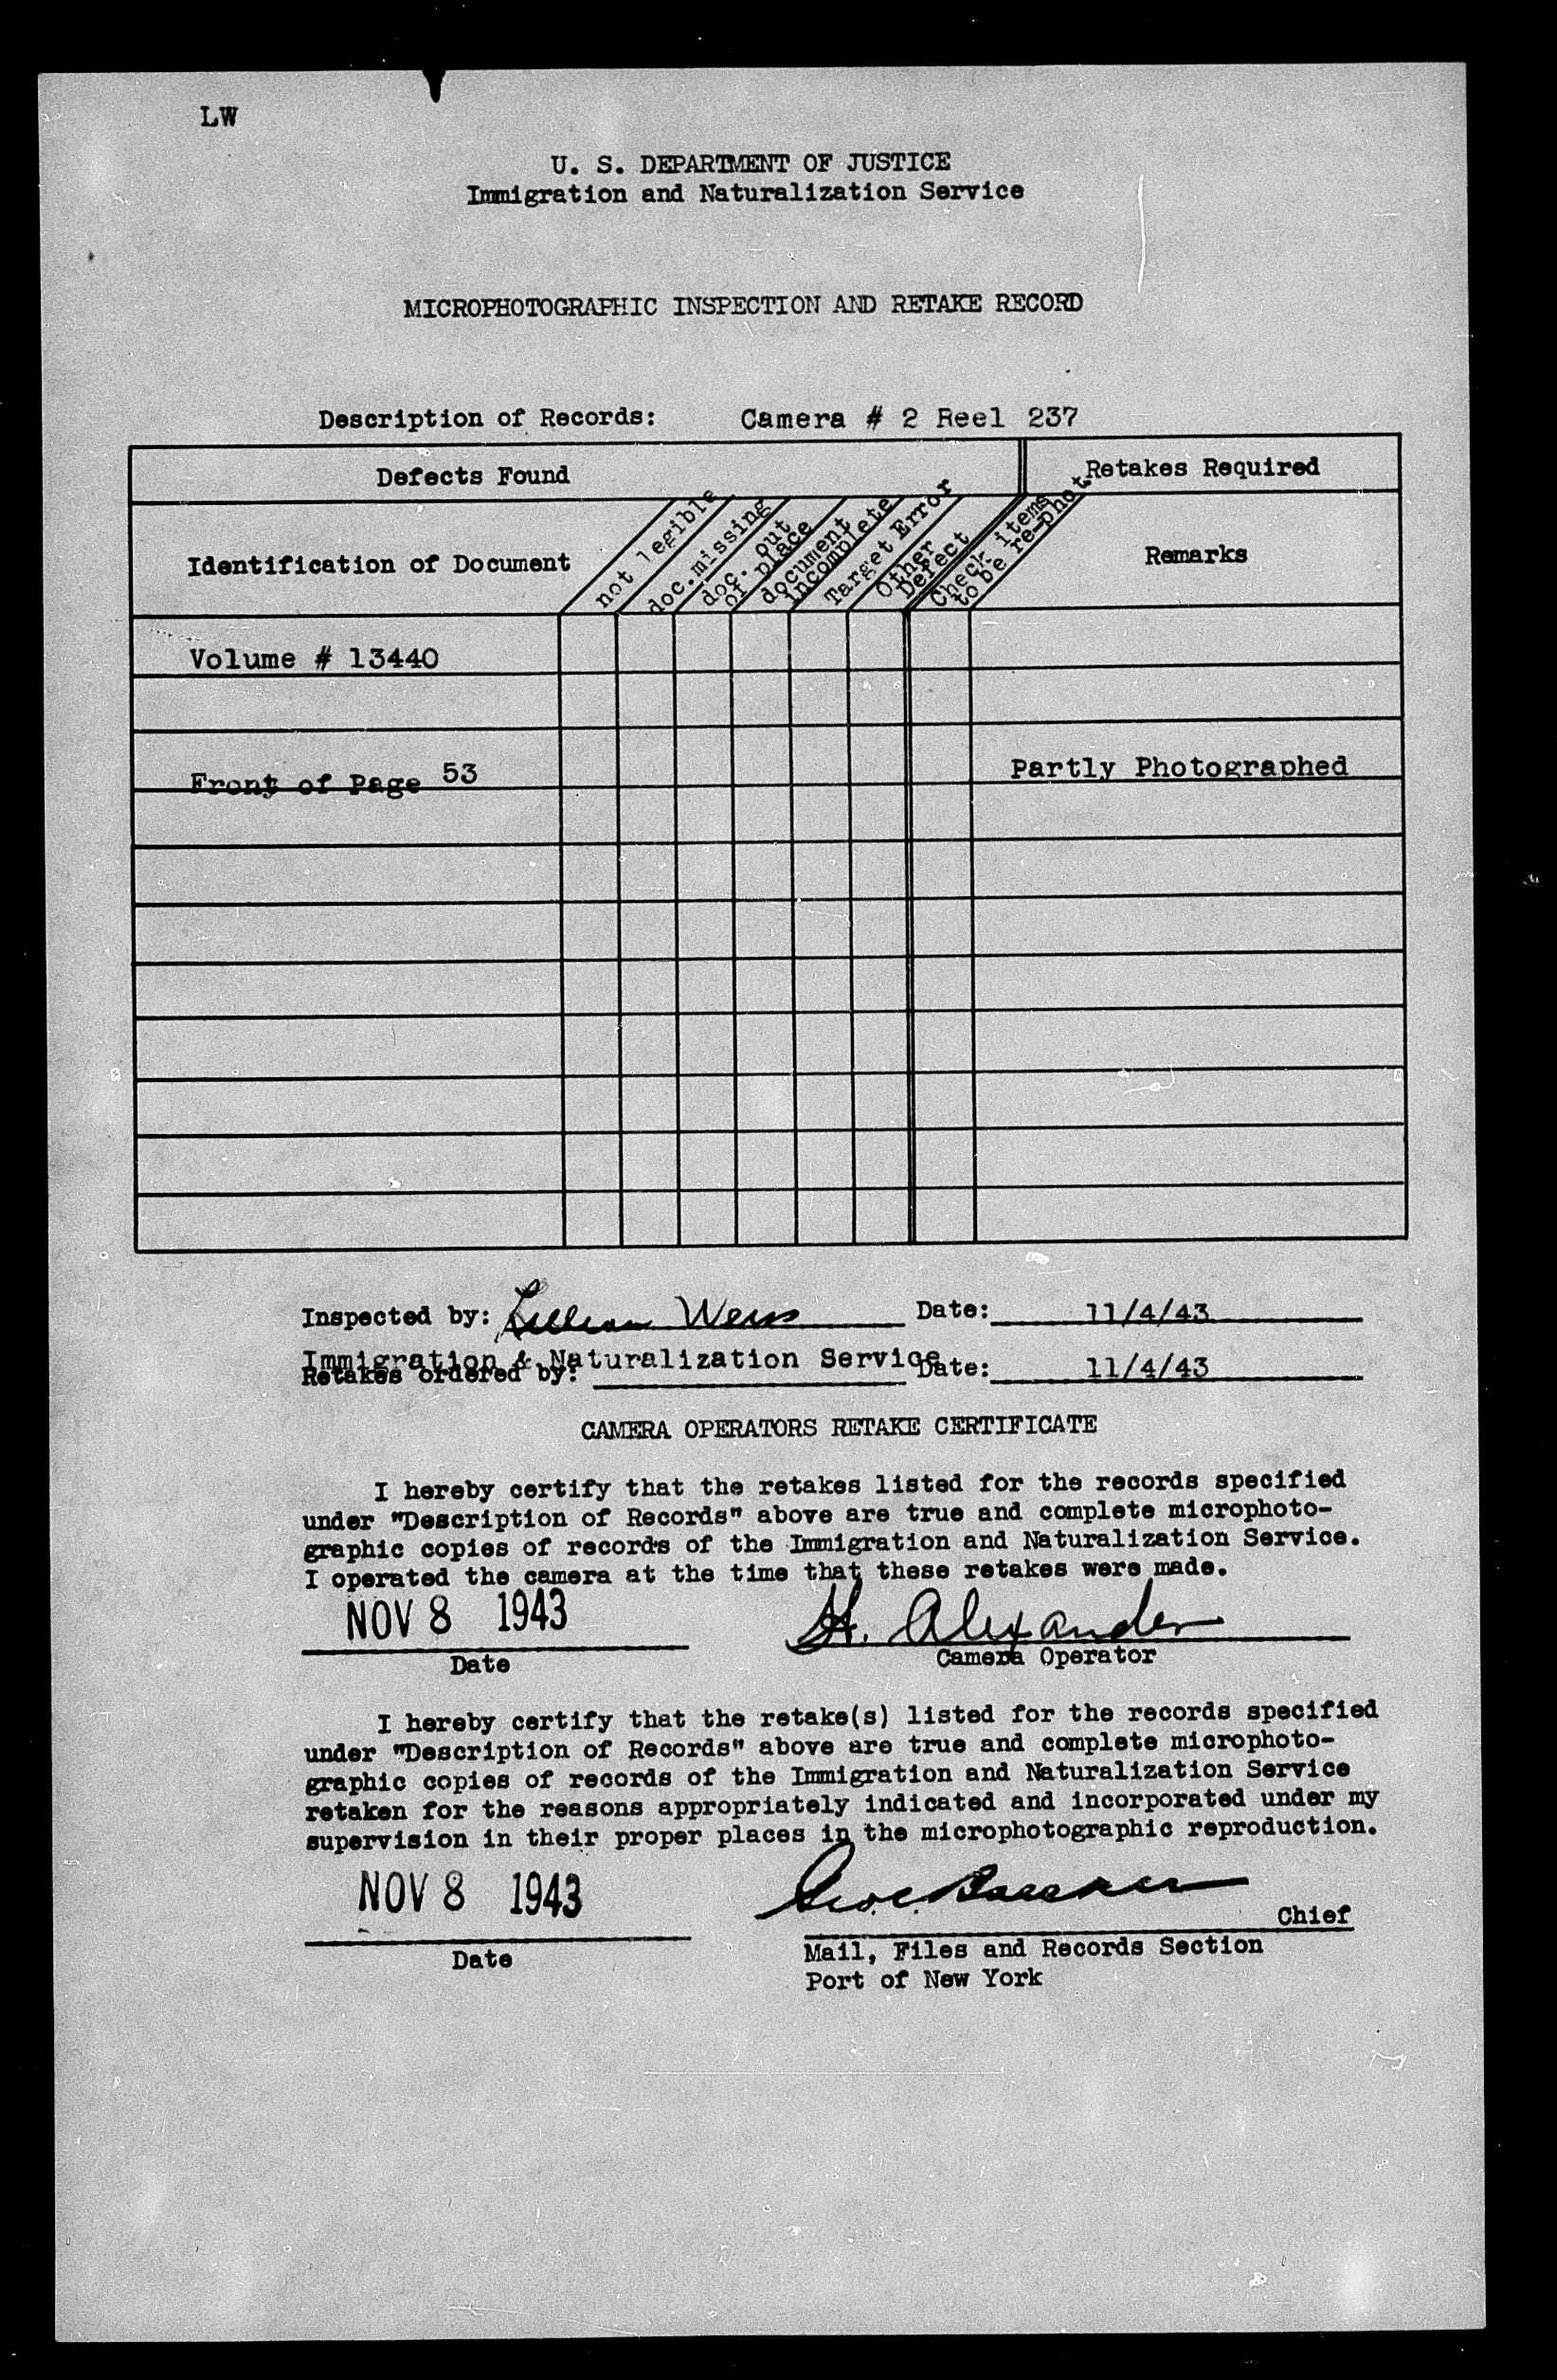 LW
U. S. DEPARTMENT OF JUSTICE
Immigration and Naturalization Service
MICROPHOTOGRAPHIC INSPECTION AND RETAKE RECORD
Description of Records: Camera # 2 Reel 237
Defects Found
Retakes Required
Identification of Document
not legible
doc.missing
doc. out
of place
document
incomplete
Target Error
Other
Defect
Check items
to be re-phot.
Remarks
Volume # 13440
Front of Page 53 Partly Photographed
Inspected by: Lillian Weiss Date: 11/4/43
Immigration & Naturalization Service
Retakes ordered by: Date: 11/4/43
CAMERA OPERATORS RETAKE CERTIFICATE
I hereby certify that the retakes listed for the records specified
under "Description of Records" above are true and complete microphoto-
graphic copies of records of the Immigration and Naturalization Service.
I operated the camera at the time that these retakes were made.
NOV 8 1943 H. Alexander
Date Camera Operator
I hereby certify that the retake(s) listed for the records specified
under "Description of Records" above are true and complete microphoto-
graphic copies of records of the Immigration and Naturalization Service
retaken for the reasons appropriately indicated and incorporated under my
supervision in their proper places in the microphotographic reproduction.
NOV 8 1943
Chief
Date Mail, Files and Records Section
Port of New York